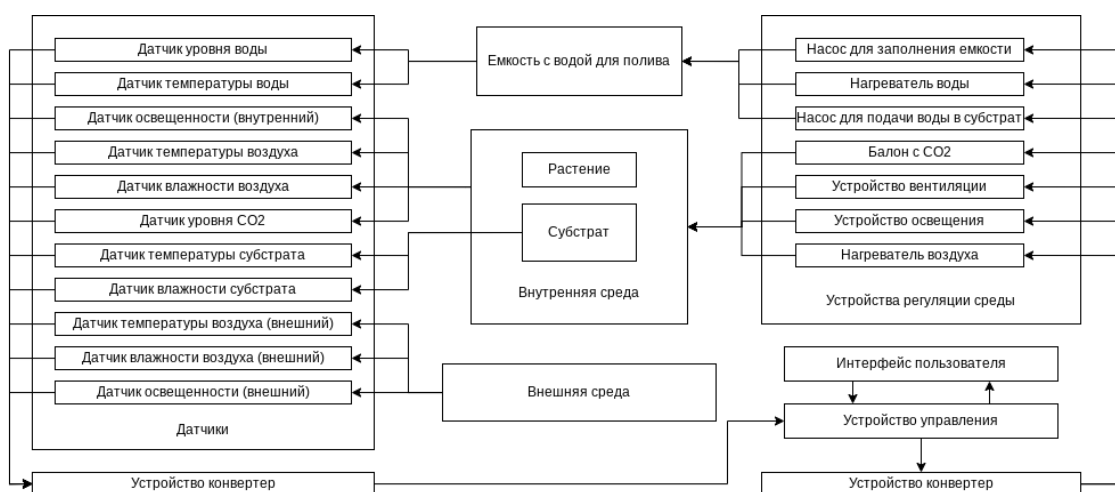 Датчик уровня воды
Датчик температуры воды
Датчик освещенности (внутренний)
Датчик температуры воздуха
Датчик влажности воздуха
Датчик уровня CO2
Датчик температуры субстрата
Датчик влажности субстрата
Датчик температуры воздуха (внешний)
Датчик влажности воздуха (внешний)
Датчик освещенности (внешний)
Датчики
Устройство конвертер
Емкость с водой для полива
Растение
Субстрат
Внутренняя среда
Внешняя среда
Насос для заполнения емкости
Нагреватель воды
Насос для подачи воды в субстрат
Балон с CO2
Устройство вентиляции
Устройство освещения
Нагреватель воздуха
Устройства регуляции среды
Интерфейс пользователя
Устройство управления
Устройство конвертер